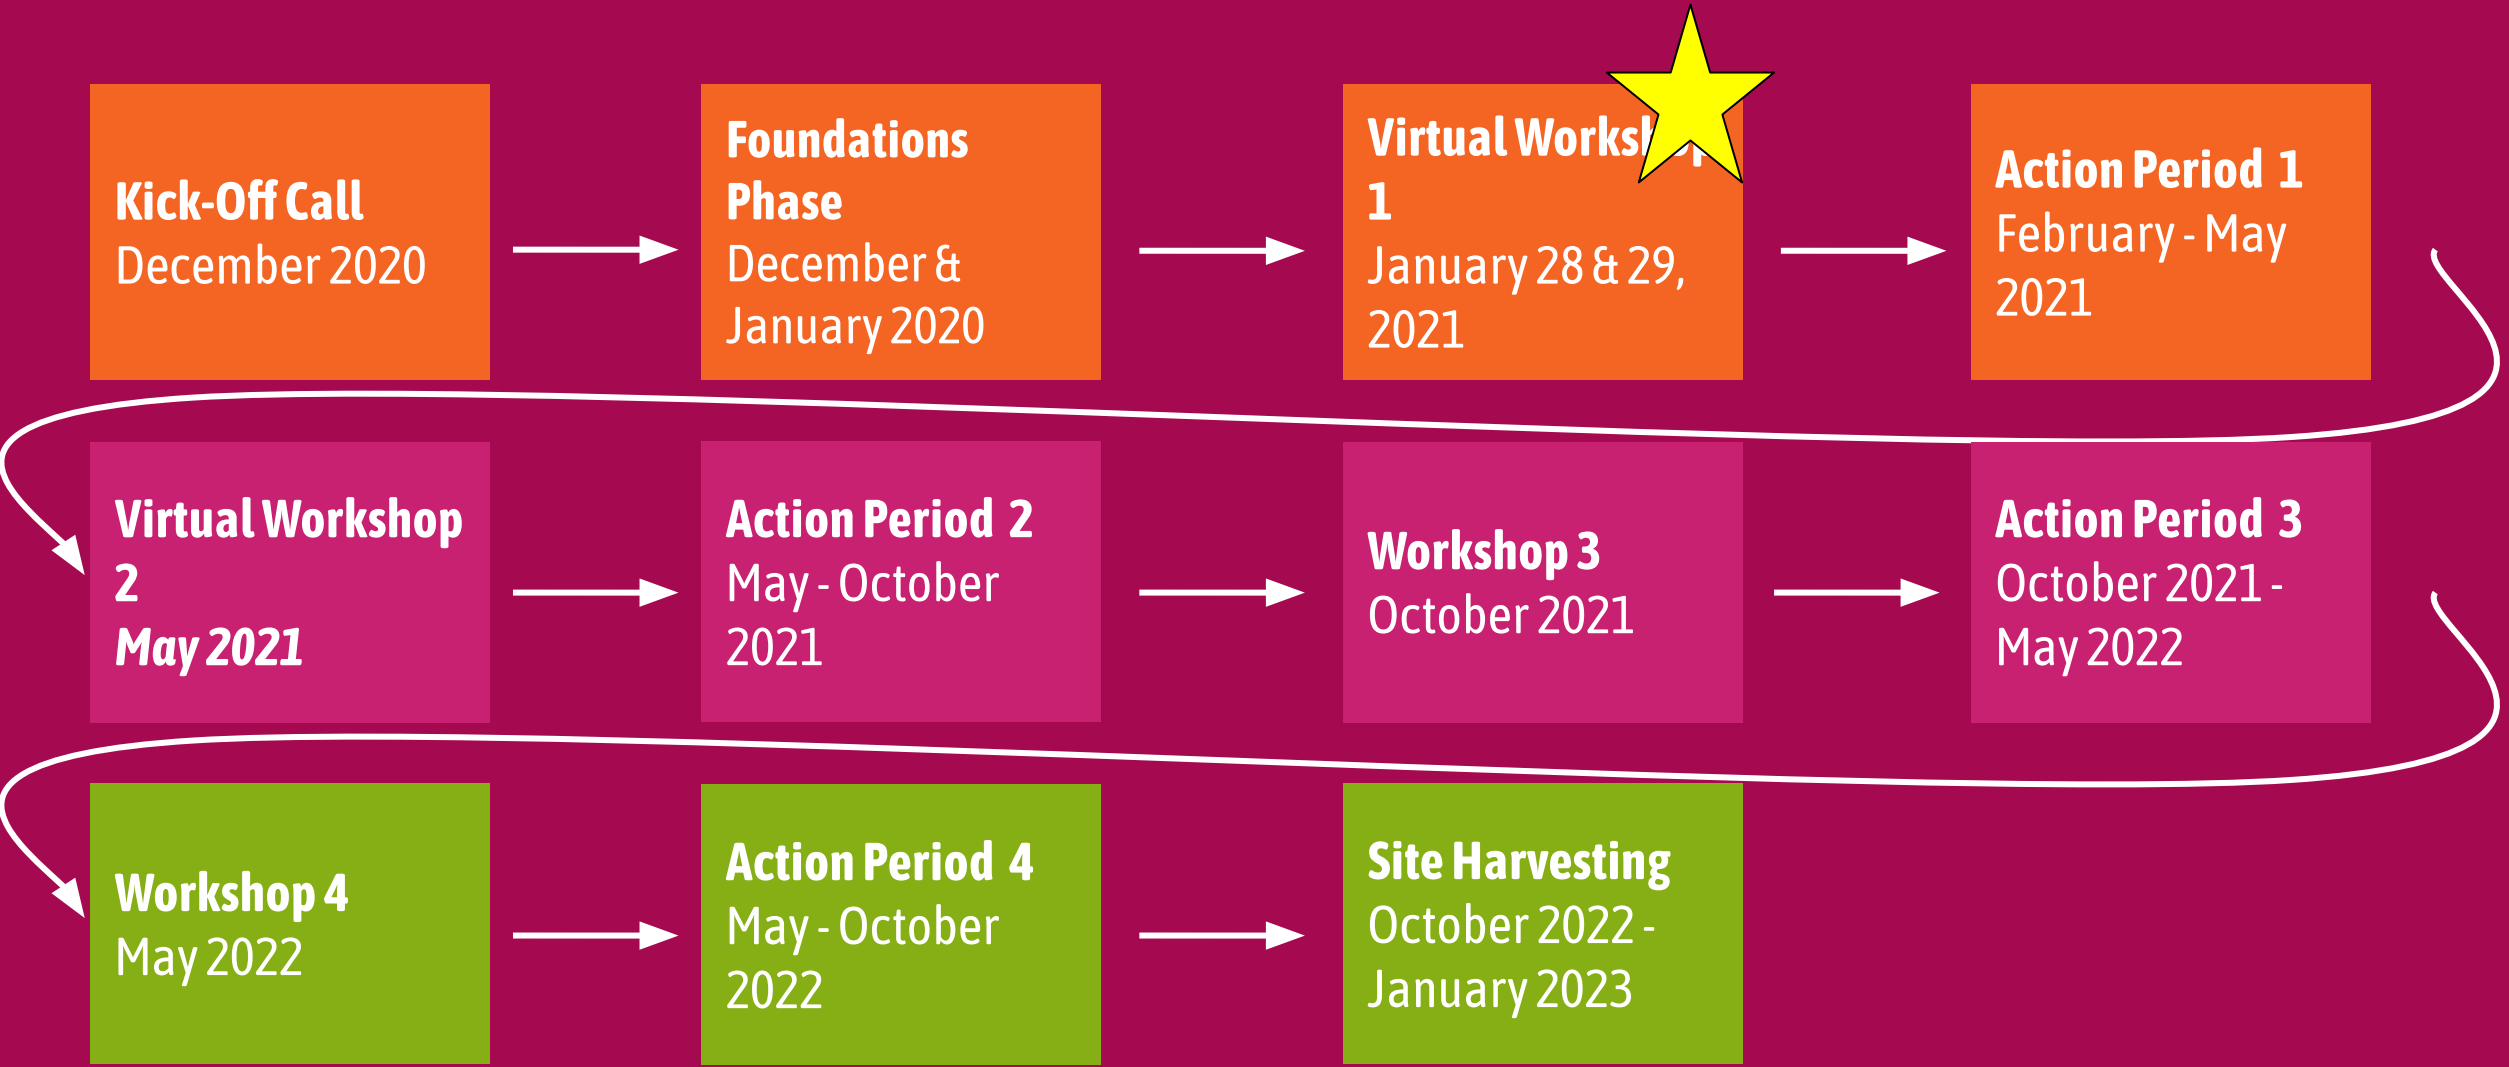 Kick-Off Call
December 2020
Foundations
Phase
December &
January 2020
Virtual Workshop
1
January 28 & 29,
2021
Action Period 1
February - May
2021
Virtual Workshop
2
May 2021
Action Period 2
May - October
2021
Workshop 3
October 2021
Action Period 3
October 2021 -
May 2022
Workshop 4
May 2022
Action Period 4
May - October
2022
Site Harvesting
October 2022 -
January 2023